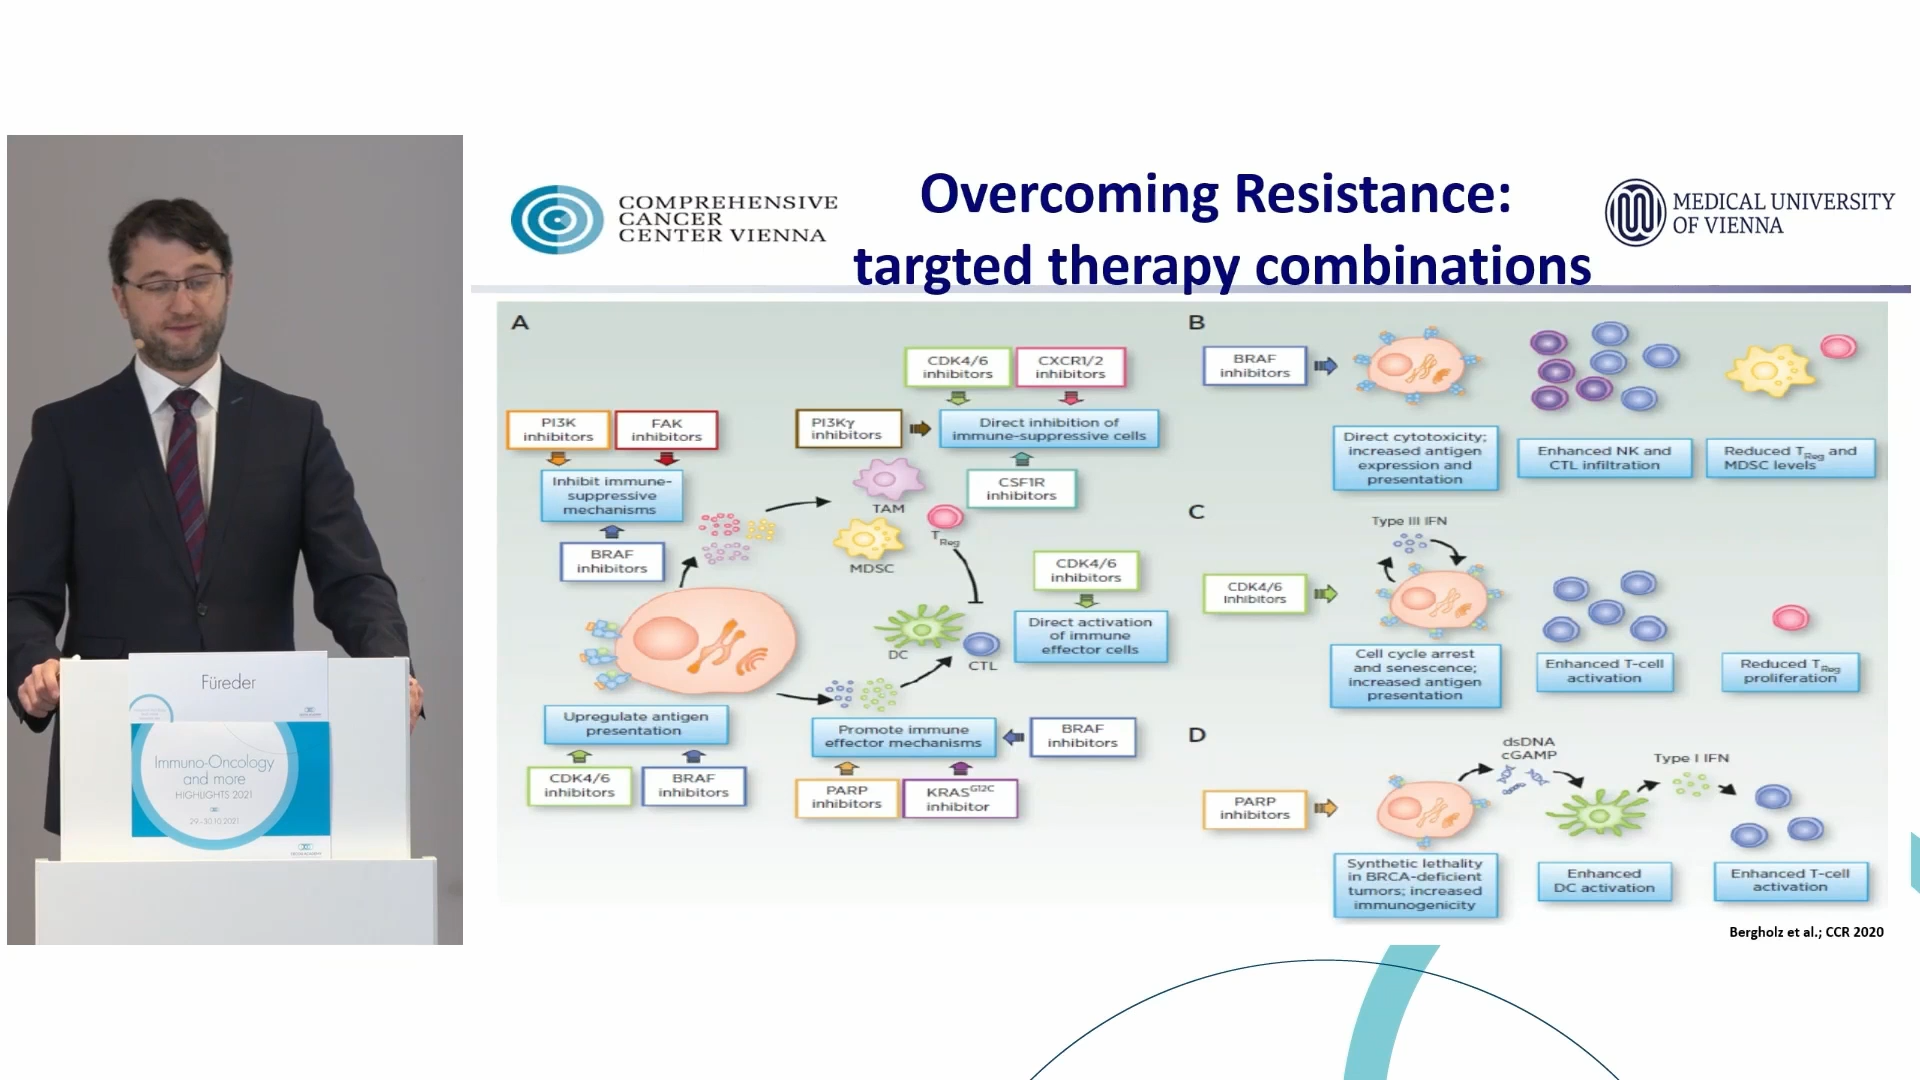 COMPREHENSIVE
CANCER
CENTER VIENNA
Overcoming Resistance:
targted therapy combinations
MEDICAL UNIVERSITY
OF VIENNA
A
CDK4/6
inhibitors
CXCR1/2
inhibitors
PI3K
inhibitors
FAK
inhibitors
PI3Kγ
inhibitors
Direct inhibition of
immune-suppressive cells
Inhibit immune-
suppressive
mechanisms
CSF1R
inhibitors
TAM
TReg
MDSC
BRAF
inhibitors
CDK4/6
inhibitors
Direct activation
of immune
effector cells
DC
CTL
Upregulate antigen
presentation
Promote immune
effector mechanisms
BRAF
inhibitors
CDK4/6
inhibitors
BRAF
inhibitors
PARP
inhibitors
KRASG12C
inhibitor
B
BRAF
inhibitors
Direct cytotoxicity;
increased antigen
expression and
presentation
Enhanced NK and
CTL infiltration
Reduced TReg and
MDSC levels
C
Type III IFN
CDK4/6
inhibitors
Cell cycle arrest
and senescence;
increased antigen
presentation
Enhanced T-cell
activation
Reduced TReg
proliferation
D
dsDNA
cGAMP
Type I IFN
PARP
inhibitors
Synthetic lethality
in BRCA-deficient
tumors; increased
immunogenicity
Enhanced
DC activation
Enhanced T-cell
activation
Bergholz et al.; CCR 2020
Füreder
Immuno-Oncology
and more
HIGHLIGHTS 2021
29.-30.10.2021